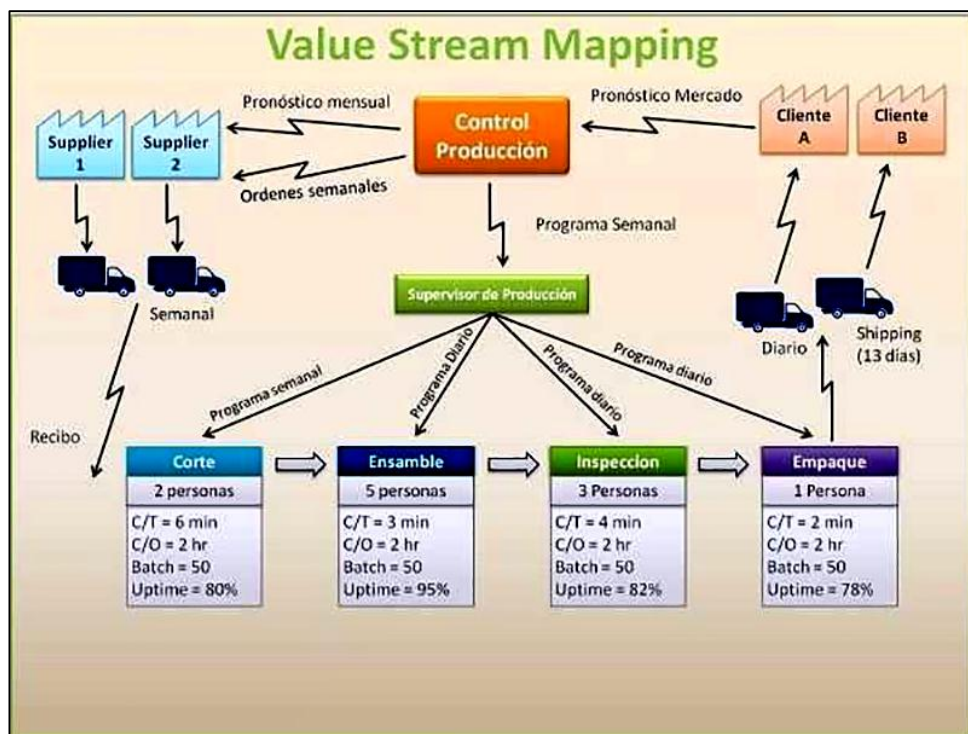 Value Stream Mapping
Pronóstico mensual
Pronóstico Mercado
Supplier
1
Supplier
2
Control
Producción
Cliente
A
Cliente
B
Ordenes semanales
Programa Semanal
Semanal
Supervisor de Producción
Diario
Shipping
(13 dias)
Programa semanal
Programa Diario
Programa diario
Programa diario
Recibo
Corte
2 personas
C/T = 6 min
C/O = 2 hr
Batch = 50
Uptime = 80%
Ensamble
5 personas
C/T = 3 min
C/O = 2 hr
Batch = 50
Uptime = 95%
Inspeccion
3 Personas
C/T = 4 min
C/O = 2 hr
Batch = 50
Uptime = 82%
Empaque
1 Persona
C/T = 2 min
C/O = 2 hr
Batch = 50
Uptime = 78%